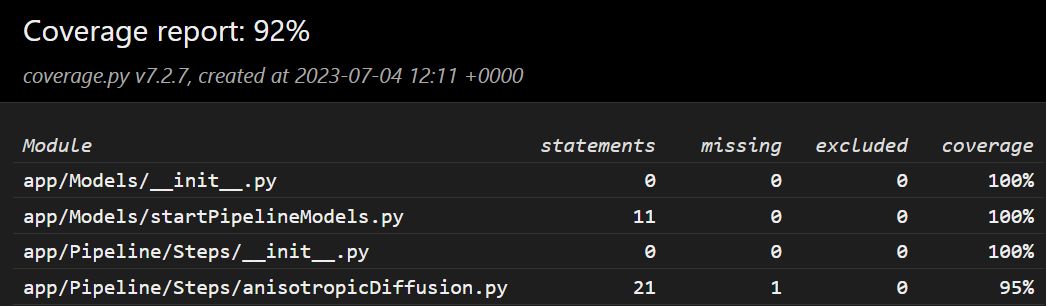 Coverage report: 92%
coverage.py v7.2.7, created at 2023-07-04 12:11 +0000
Module statements missing excluded coverage
app/Models/__init__.py 0 0 0 100%
app/Models/startPipelineModels.py 11 0 0 100%
app/Pipeline/Steps/__init__.py 0 0 0 100%
app/Pipeline/Steps/anisotropicDiffusion.py 21 1 0 95%